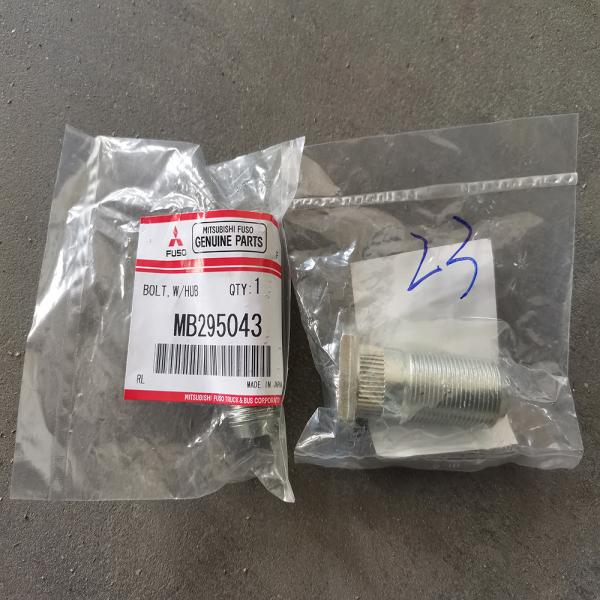 FUSO
MITSUBISHI FUSO
GENUINE PARTS
BOLT, W/HUB QTY:1
MB295043
RL MADE IN JAPAN
MITSUBISHI FUSO TRUCK & BUS CORPORATION
23